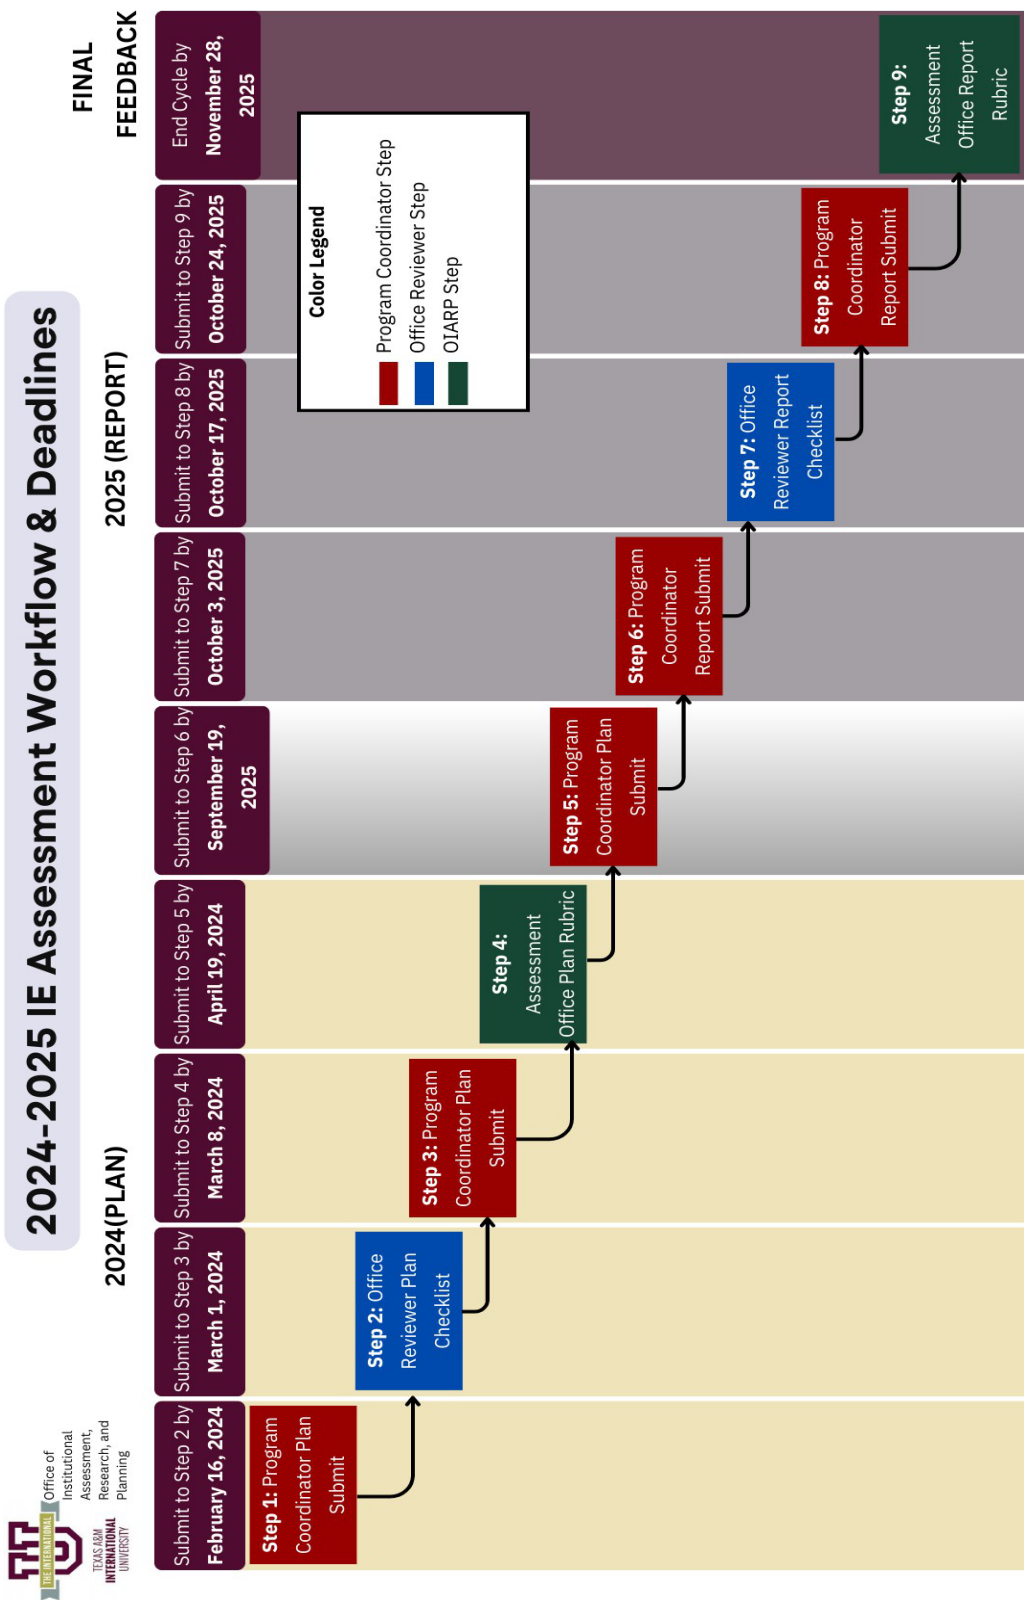 THE INTERNATIONAL
TEXAS A&M
INTERNATIONAL
UNIVERSITY
Office of
Institutional
Assessment,
Research, and
Planning
2024-2025 IE Assessment Workflow & Deadlines
2024(PLAN)
2025 (REPORT)
FINAL
FEEDBACK
Submit to Step 2 by
February 16, 2024
Submit to Step 3 by
March 1, 2024
Submit to Step 4 by
March 8, 2024
Submit to Step 5 by
April 19, 2024
Submit to Step 6 by
September 19,
2025
Submit to Step 7 by
October 3, 2025
Submit to Step 8 by
October 17, 2025
Submit to Step 9 by
October 24, 2025
End Cycle by
November 28,
2025
Step 1: Program
Coordinator Plan
Submit
Step 2: Office
Reviewer Plan
Checklist
Step 3: Program
Coordinator Plan
Submit
Step 4:
Assessment
Office Plan Rubric
Step 5: Program
Coordinator Plan
Submit
Step 6: Program
Coordinator
Report Submit
Step 7: Office
Reviewer Report
Checklist
Step 8: Program
Coordinator
Report Submit
Step 9:
Assessment
Office Report
Rubric
Color Legend
Program Coordinator Step
Office Reviewer Step
OIARP Step